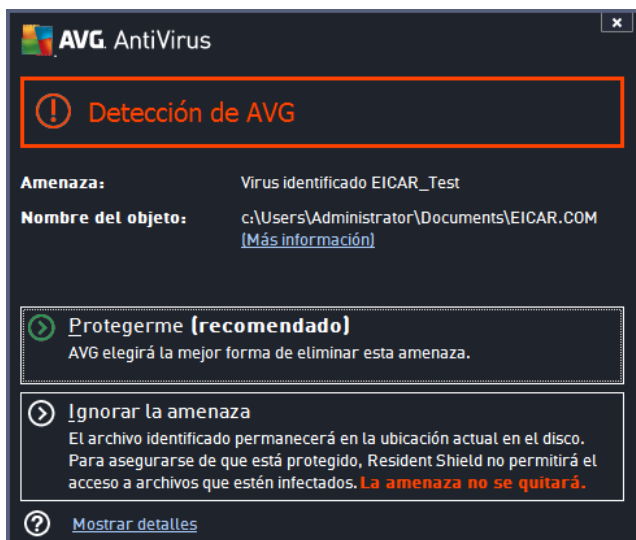 AVG. AntiVirus
Detección de AVG
Amenaza: Virus identificado EICAR_Test
Nombre del objeto: c:\Users\Administrator\Documents\EICAR.COM
(Más información)
Protegerme (recomendado)
AVG elegirá la mejor forma de eliminar esta amenaza.
Ignorar la amenaza
El archivo identificado permanecerá en la ubicación actual en el disco.
Para asegurarse de que está protegido, Resident Shield no permitirá el
acceso a archivos que estén infectados. La amenaza no se quitará.
Mostrar detalles